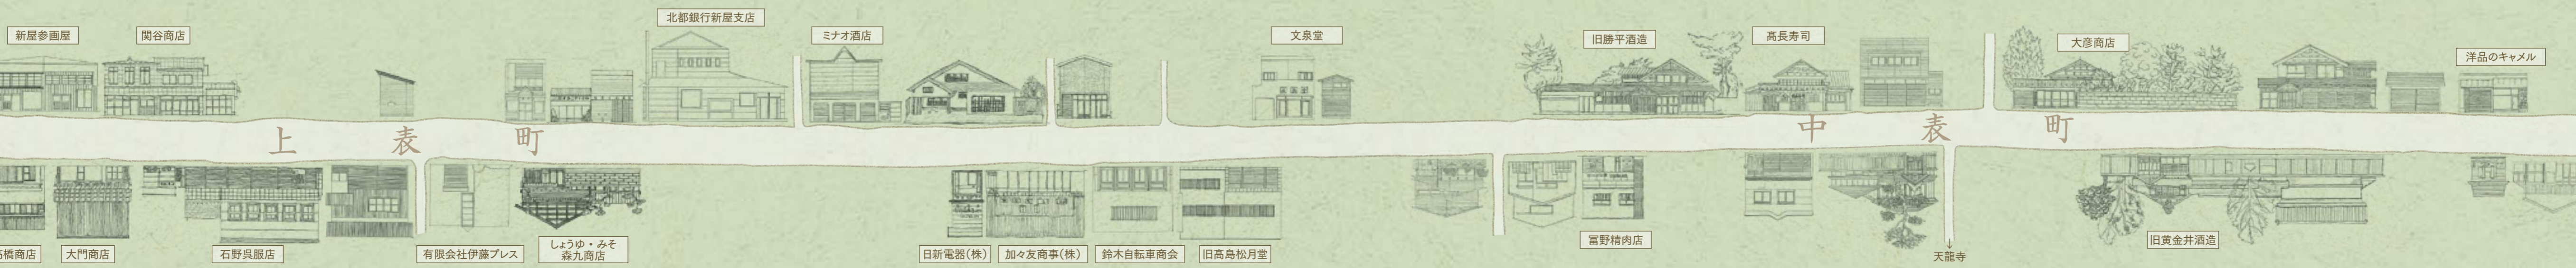 新屋参画屋
関谷商店
北都銀行新屋支店
ミナオ酒店
文泉堂
旧勝平酒造
髙長寿司
大彦商店
洋品のキャメル
上表町
中表町
高橋商店
大門商店
石野呉服店
有限会社伊藤プレス
しょうゆ・みそ
森九商店
日新電器(株)
加々友商事(株)
鈴木自転車商会
旧高島松月堂
冨野精肉店
↓
天龍寺
旧黄金井酒造